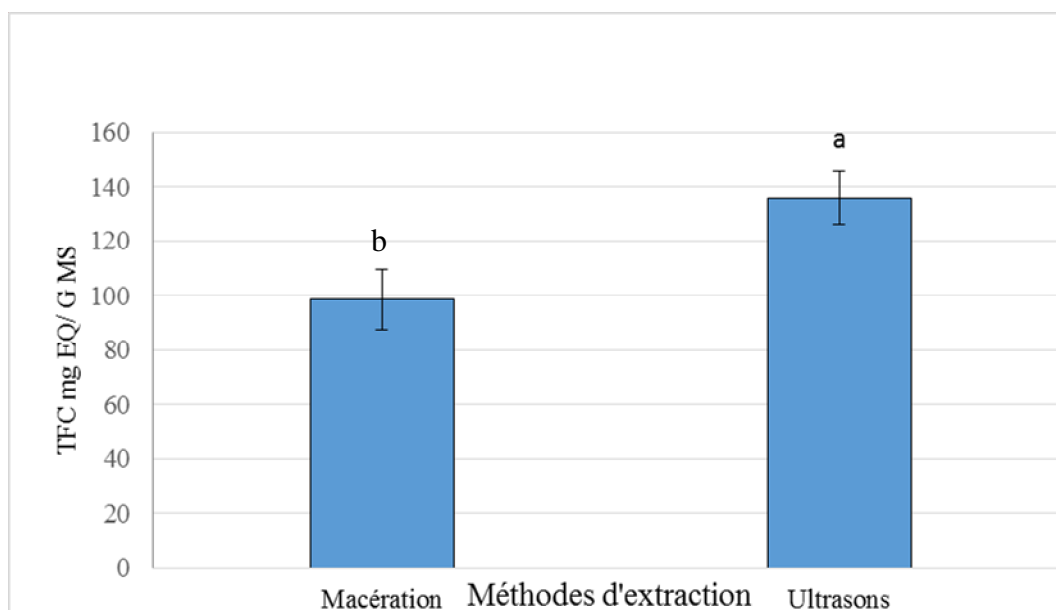 TFC mg EQ/ G MS
160
140
120
100
80
60
40
20
0
b
a
Macération
Méthodes d'extraction
Ultrasons